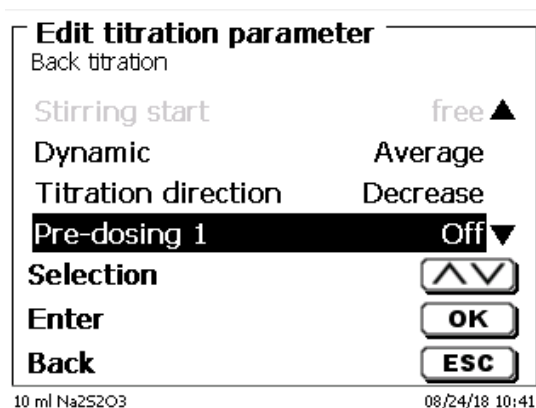 Edit titration parameter
Back titration
Stirring start free ▲
Dynamic Average
Titration direction Decrease
Pre-dosing 1 Off ▼
Selection
Enter OK
Back ESC
10 ml Na2S2O3 08/24/18 10:41